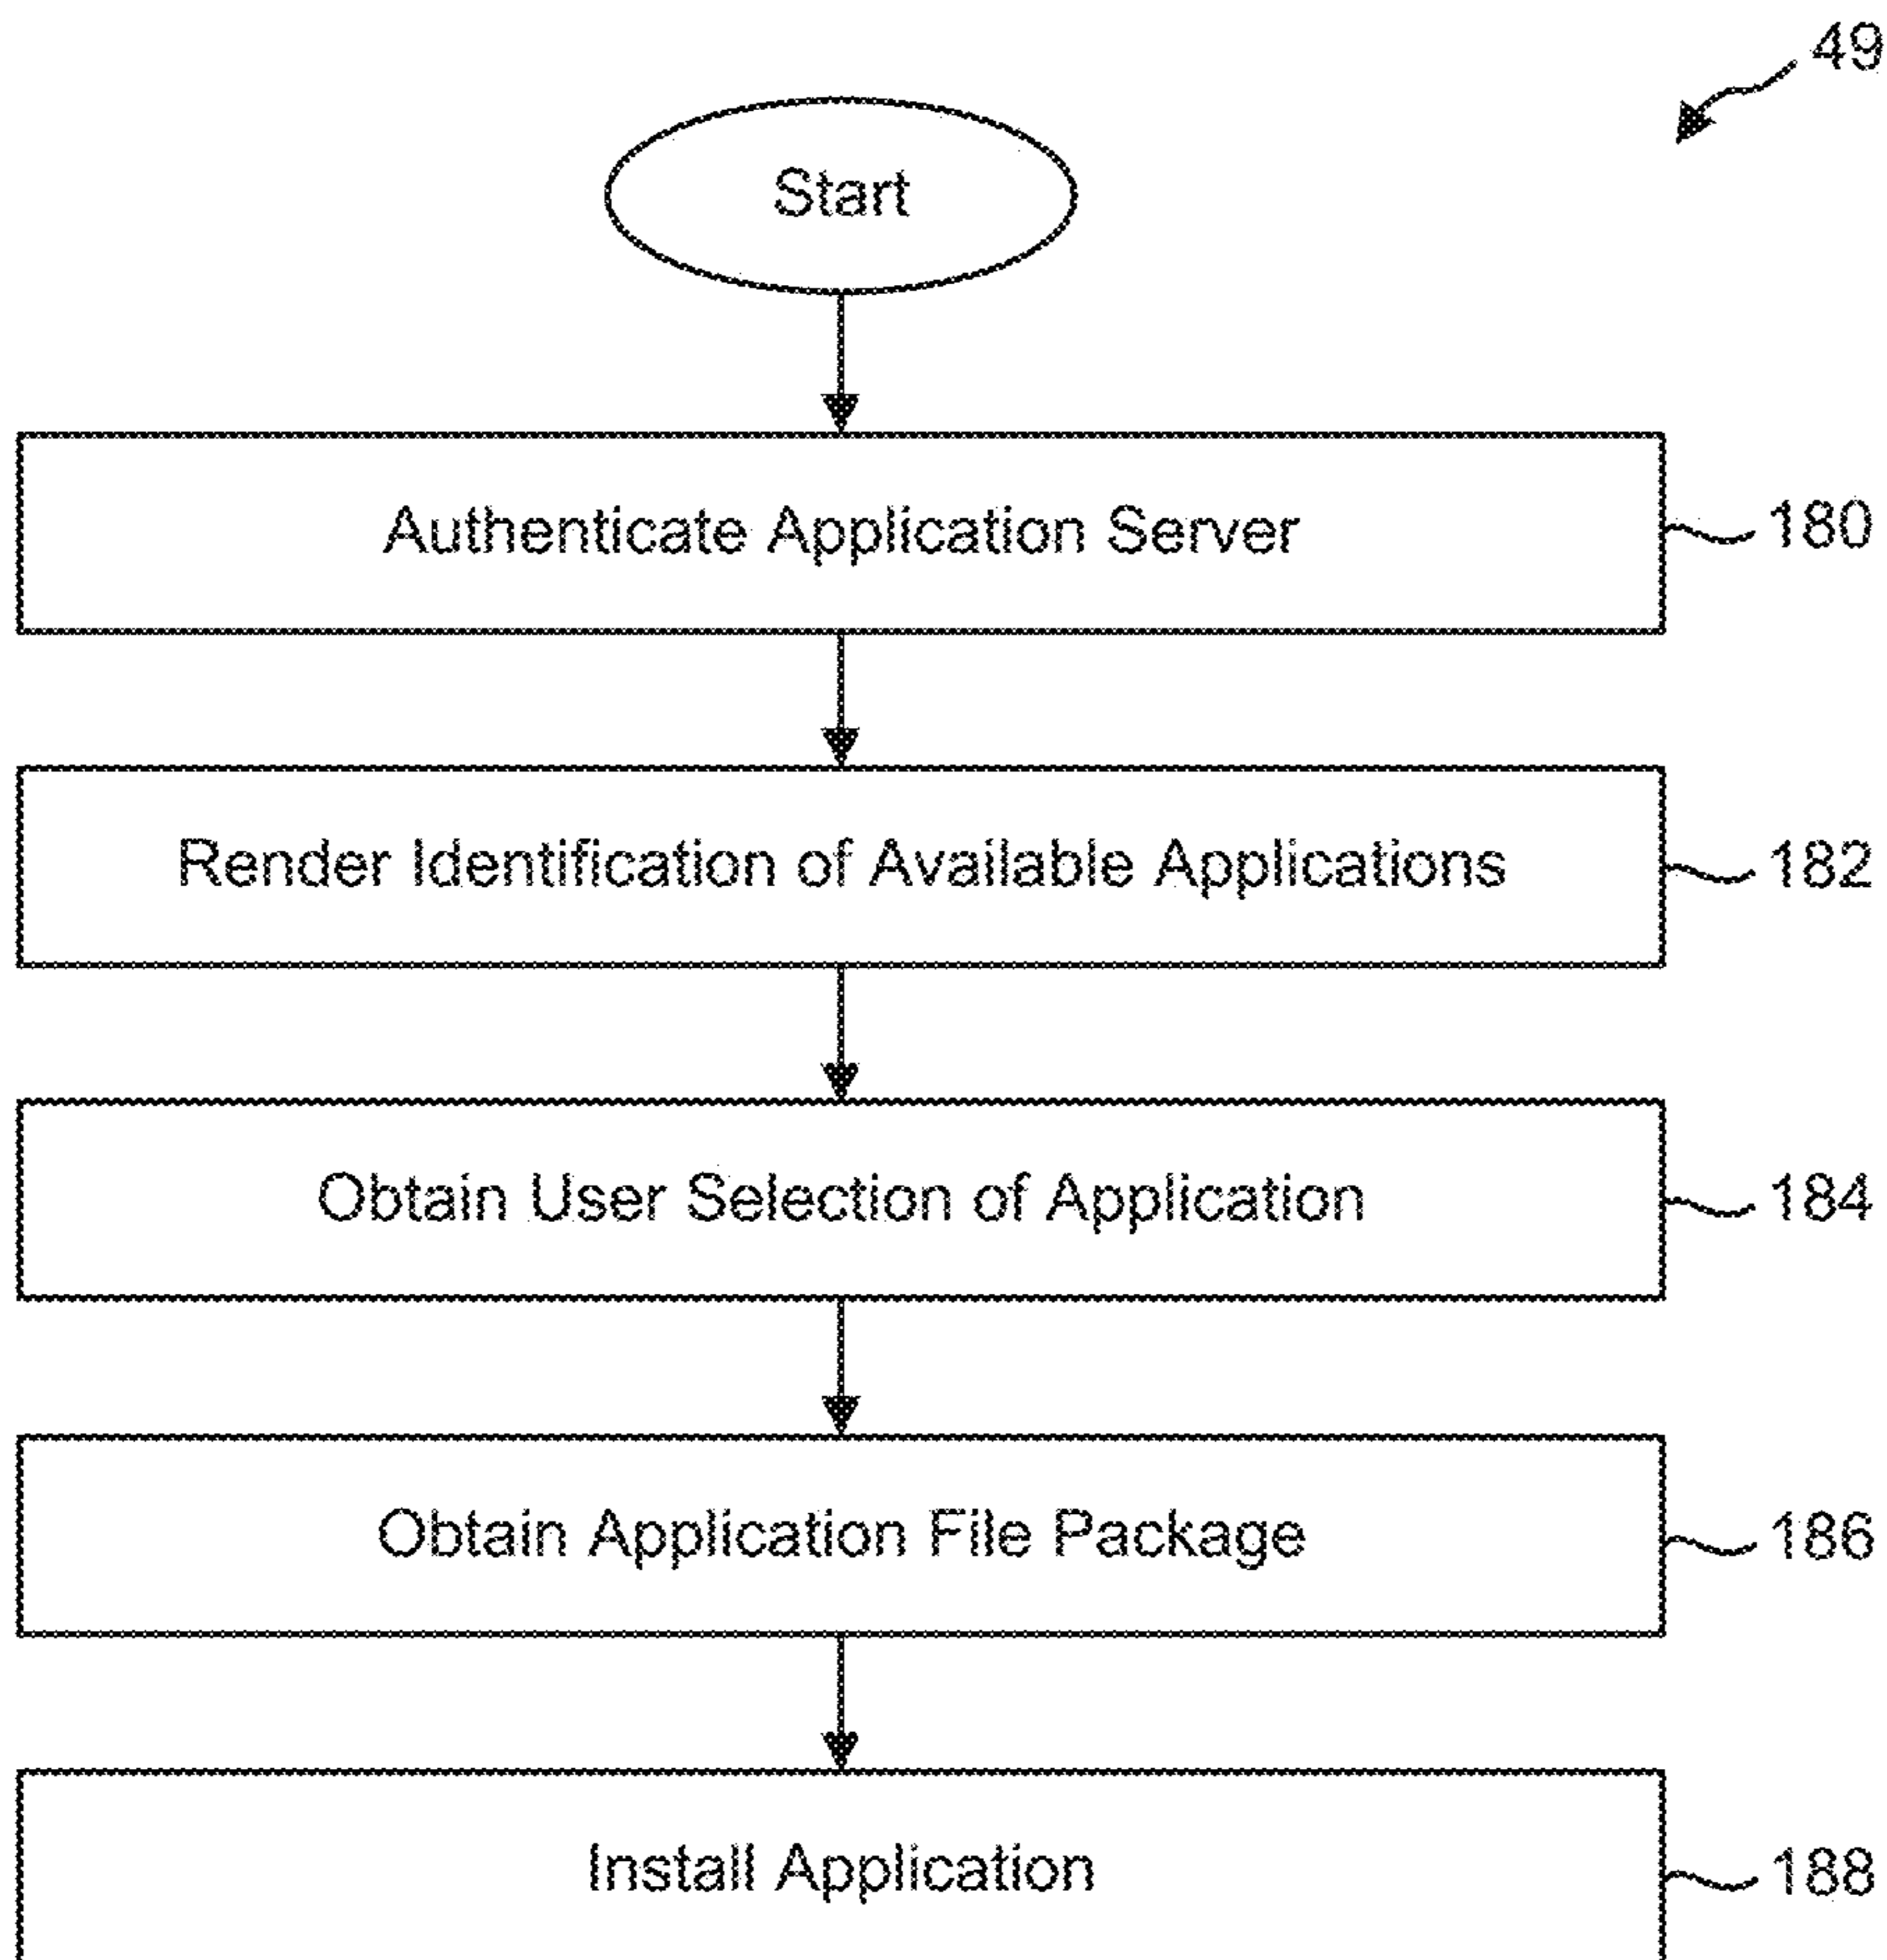 49
Start
Authenticate Application Server
180
Render Identification of Available Applications
182
Obtain User Selection of Application
184
Obtain Application File Package
186
Install Application
188